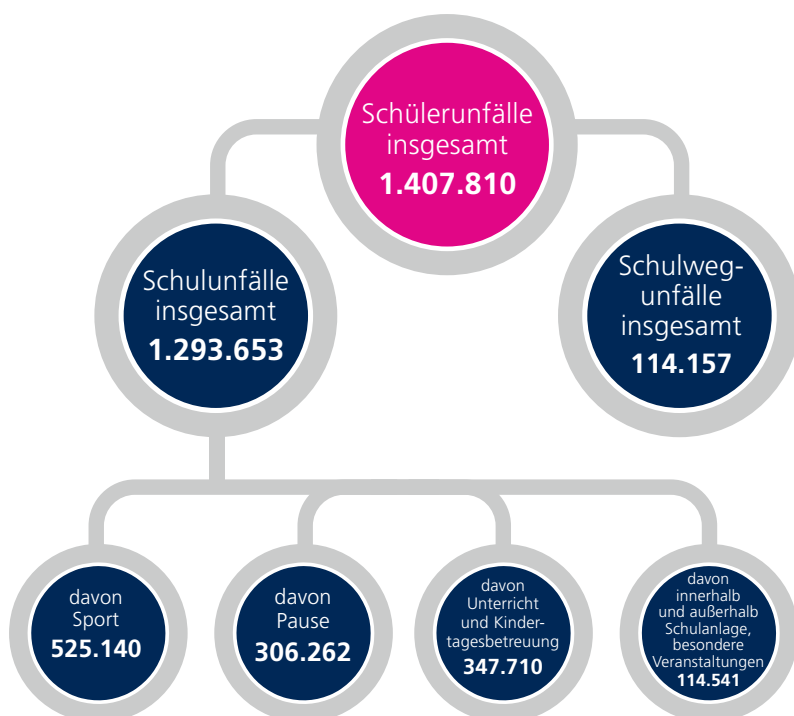 Schülerunfälle
insgesamt
1.407.810
Schulunfälle
insgesamt
1.293.653
Schulweg-
unfälle
insgesamt
114.157
davon
Sport
525.140
davon
Pause
306.262
davon
Unterricht
und Kinder-
tagesbetreuung
347.710
davon
innerhalb
und außerhalb
Schulanlage,
besondere
Veranstaltungen
114.541